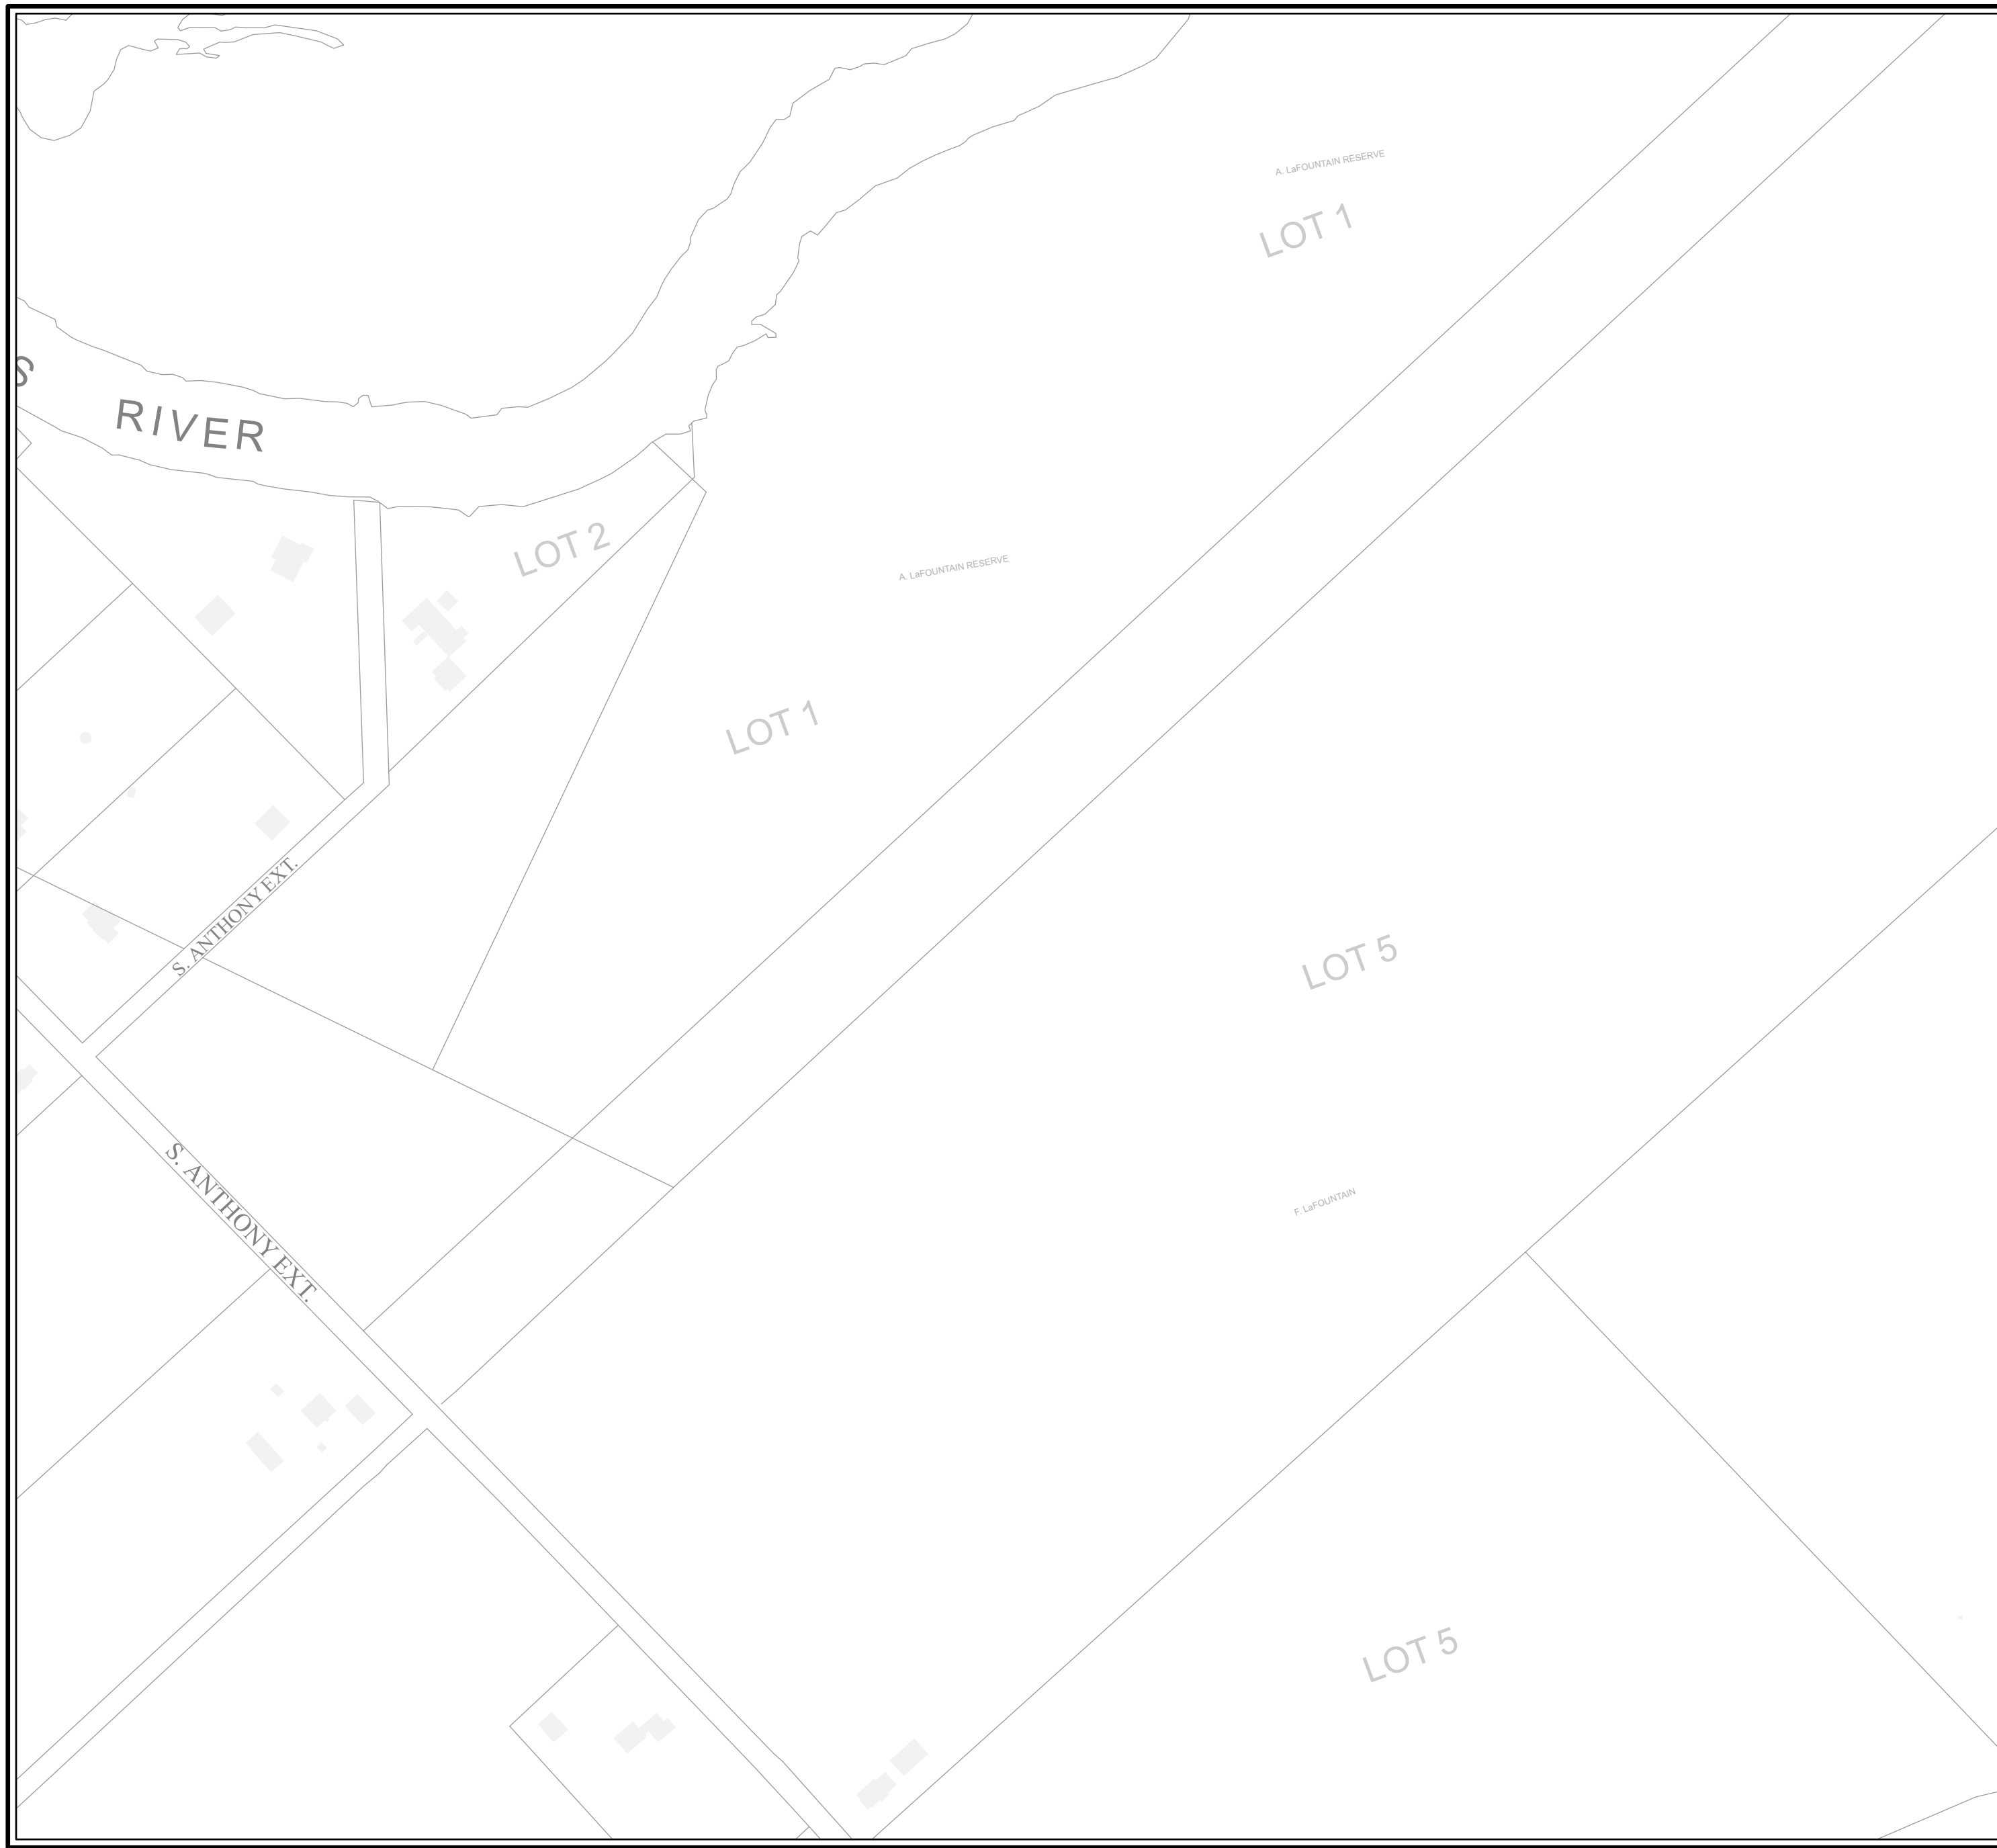 A. LaFOUNTAIN RESERVE
LOT 1
S
RIVER
LOT 2
A. LaFOUNTAIN RESERVE
LOT 1
S. ANTHONY EXT.
LOT 5
S. ANTHONY EXT.
F. LaFOUNTAIN
LOT 5